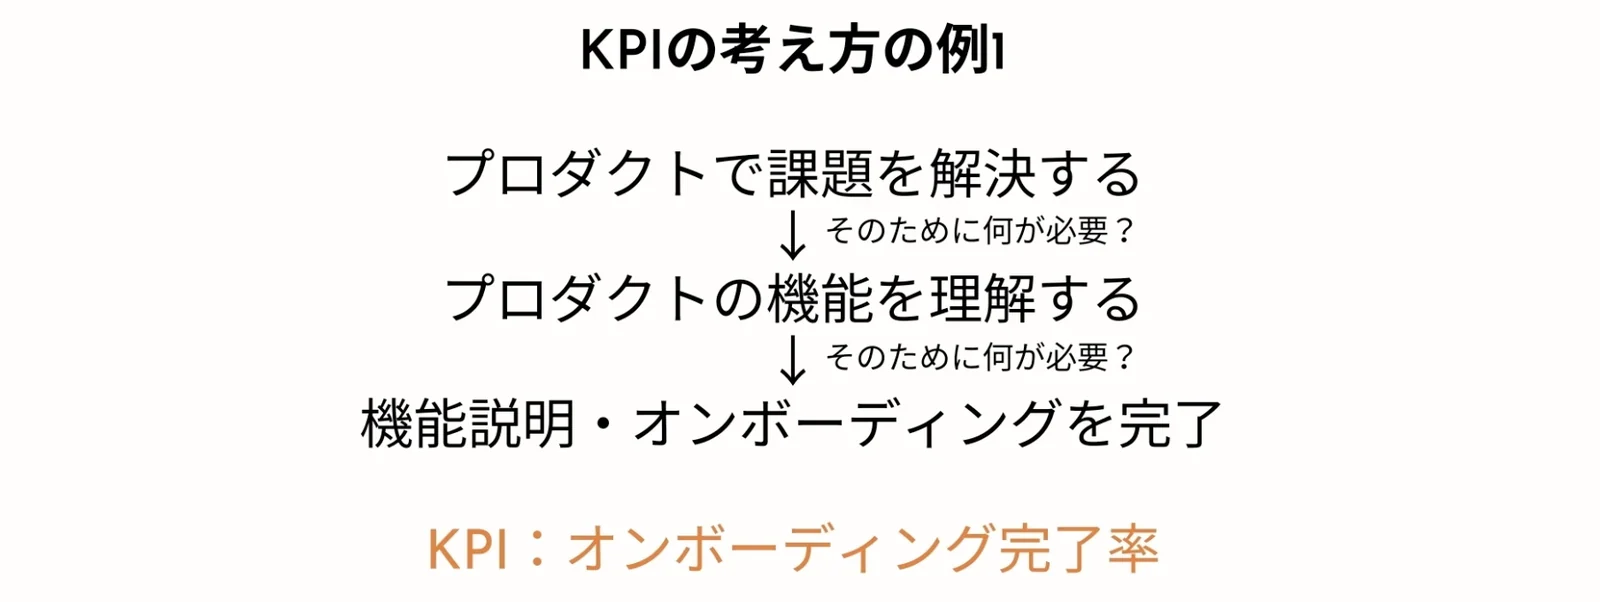 KPIの考え方の例1
プロダクトで課題を解決する
↓ そのために何が必要？
プロダクトの機能を理解する
↓ そのために何が必要？
機能説明・オンボーディングを完了
KPI：オンボーディング完了率